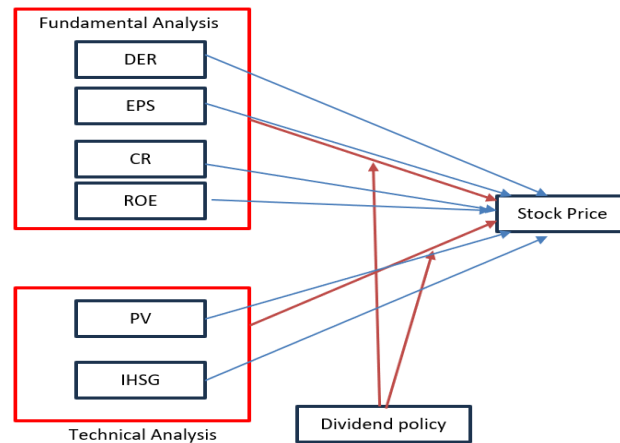 Fundamental Analysis
DER
EPS
CR
ROE
Stock Price
PV
IHSG
Dividend policy
Technical Analysis